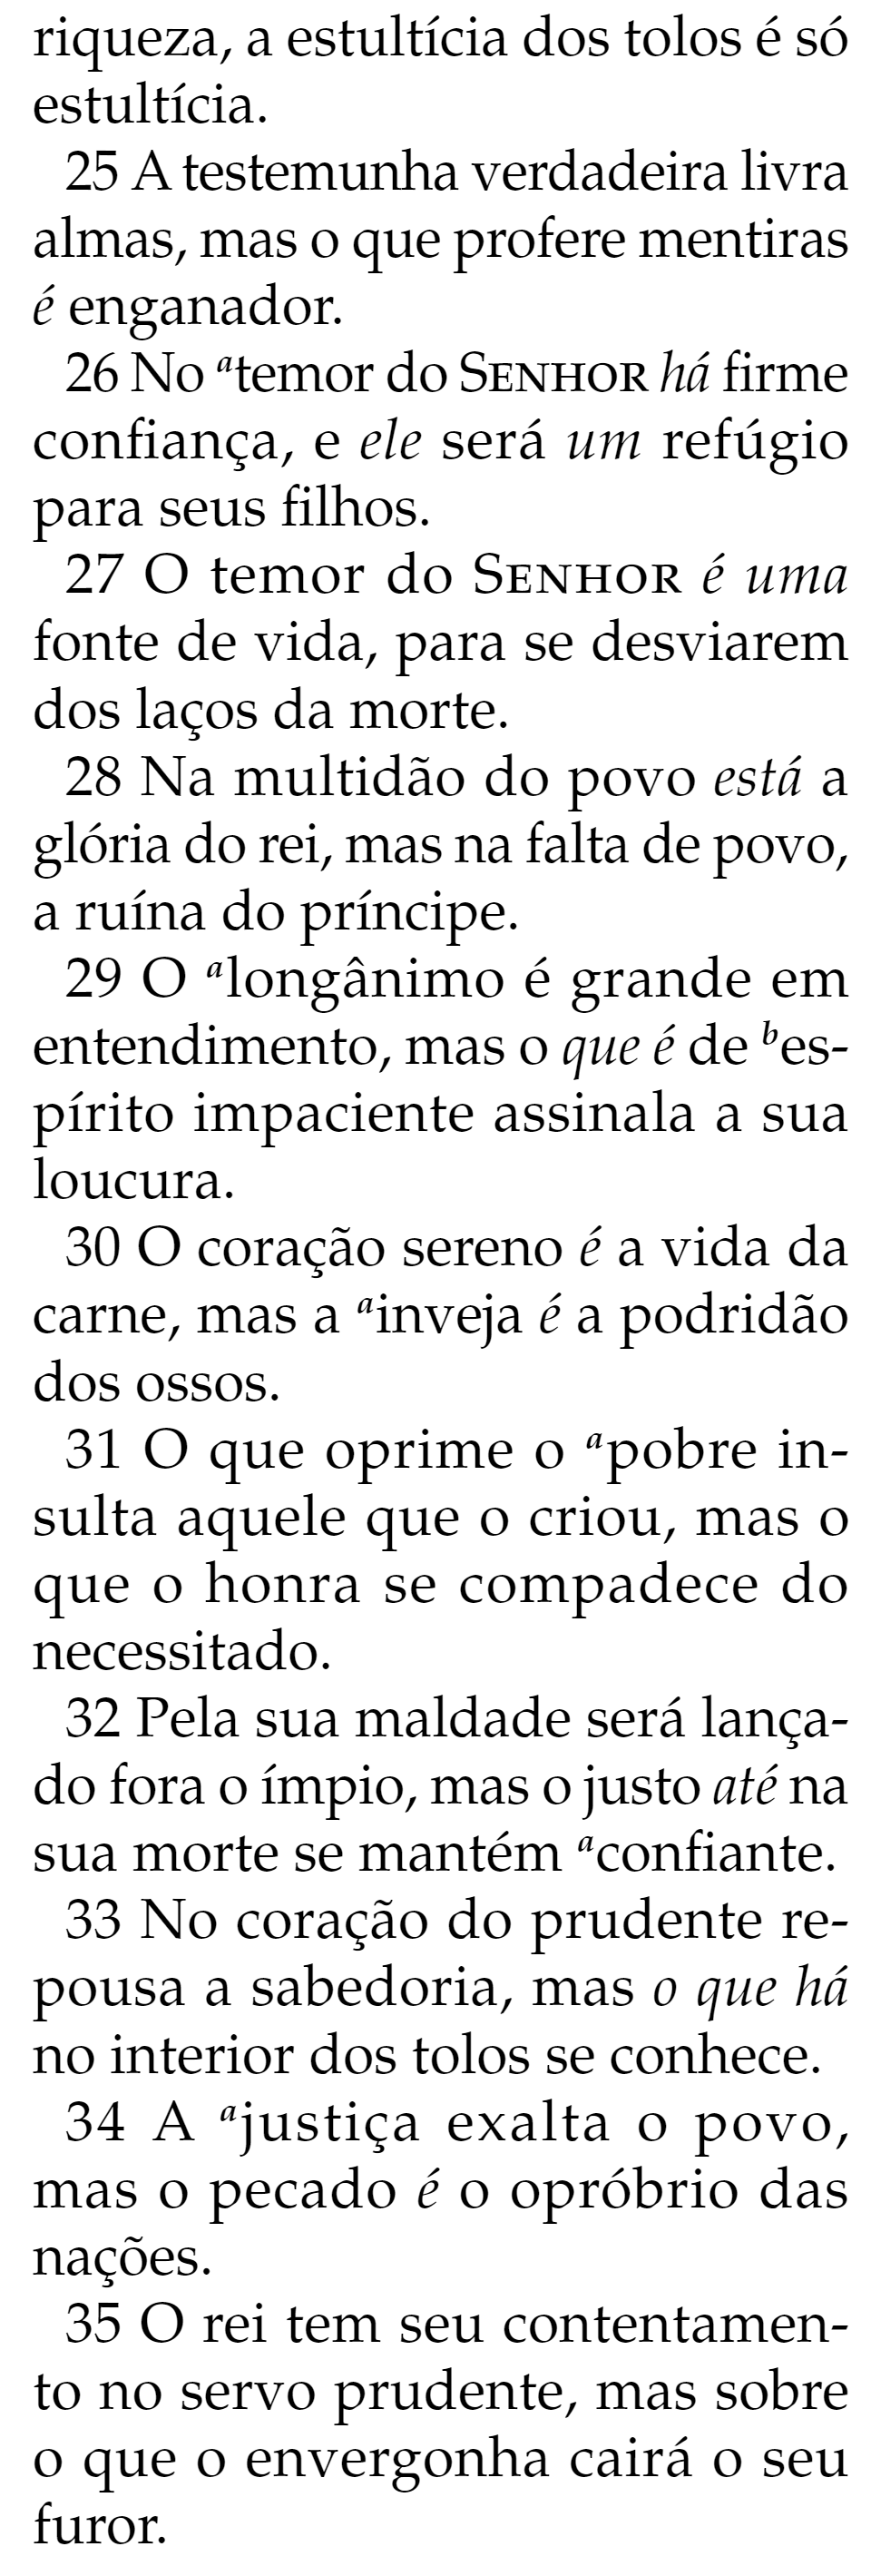 riqueza, a estultícia dos tolos é só
estultícia.
25 A testemunha verdadeira livra
almas, mas o que profere mentiras
é enganador.
26 No ᵃtemor do SENHOR há firme
confiança, e ele será um refúgio
para seus filhos.
27 O temor do SENHOR é uma
fonte de vida, para se desviarem
dos laços da morte.
28 Na multidão do povo está a
glória do rei, mas na falta de povo,
a ruína do príncipe.
29 O ᵃlongânimo é grande em
entendimento, mas o que é de ᵇes-
pírito impaciente assinala a sua
loucura.
30 O coração sereno é a vida da
carne, mas a ᵃinveja é a podridão
dos ossos.
31 O que oprime o ᵃpobre in-
sulta aquele que o criou, mas o
que o honra se compadece do
necessitado.
32 Pela sua maldade será lança-
do fora o ímpio, mas o justo até na
sua morte se mantém ᵃconfiante.
33 No coração do prudente re-
pousa a sabedoria, mas o que há
no interior dos tolos se conhece.
34 A ᵃjustiça exalta o povo,
mas o pecado é o opróbrio das
nações.
35 O rei tem seu contentamen-
to no servo prudente, mas sobre
o que o envergonha cairá o seu
furor.